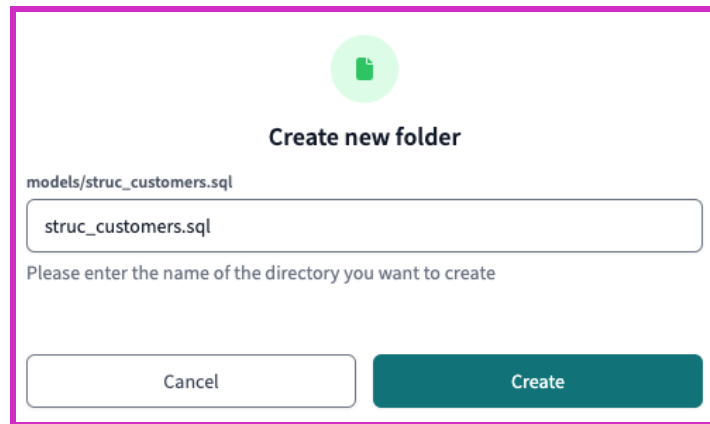 Create new folder
models/struc_customers.sql
struc_customers.sql
Please enter the name of the directory you want to create
Cancel
Create